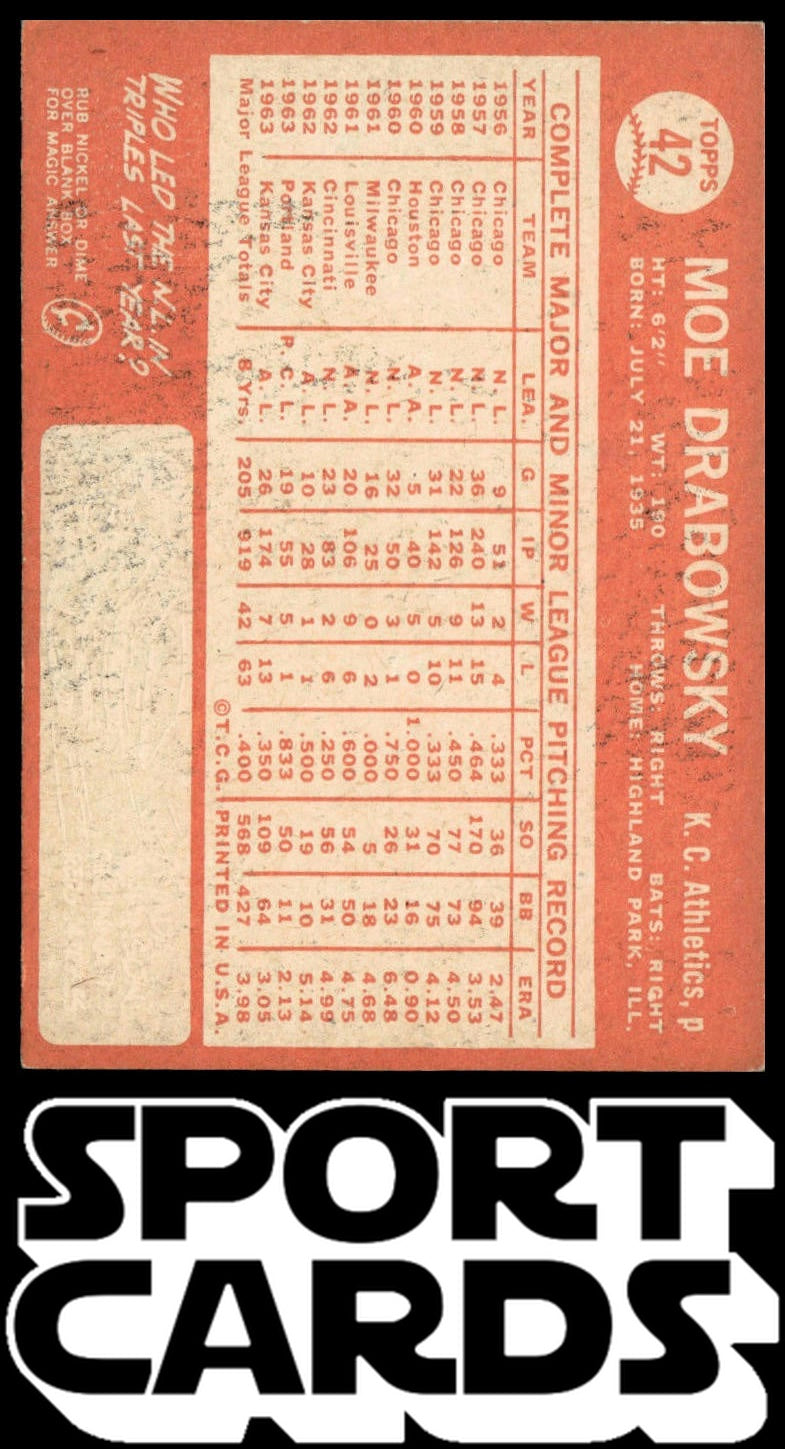 TOPPS
42
MOE DRABOWSKY K. C. Athletics, p
HT: 6'2" WT: 190 THROWS: RIGHT BATS: RIGHT
BORN: JULY 21, 1935 HOME: HIGHLAND PARK, ILL.
COMPLETE MAJOR AND MINOR LEAGUE PITCHING RECORD
YEAR TEAM LEA. G IP W L PCT SO BB ERA
1956 Chicago N. L. 9 51 2 4 .333 36 39 2.47
1957 Chicago N. L. 36 240 13 15 .464 170 94 3.53
1958 Chicago N. L. 22 126 9 11 .450 77 73 4.50
1959 Chicago N. L. 31 142 5 10 .333 70 75 4.12
1960 Houston A. A. 5 40 5 0 1.000 31 16 0.90
1960 Chicago N. L. 32 50 3 1 .750 26 23 6.48
1961 Milwaukee N. L. 16 25 0 2 .000 5 18 4.68
1961 Louisville A. A. 20 106 9 6 .600 54 50 4.75
1962 Cincinnati N. L. 23 83 2 6 .250 56 31 4.99
1962 Kansas City A. L. 10 28 1 1 .500 19 10 5.14
1963 Portland P. C. L. 19 55 5 1 .833 50 11 2.13
1963 Kansas City A. L. 26 174 7 13 .350 109 64 3.05
Major League Totals 8 Yrs. 205 919 42 63 .400 568 427 3.98
©T.C.G. PRINTED IN U.S.A.
WHO LED THE N.L. IN
TRIPLES LAST YEAR?
RUB NICKEL OR DIME
OVER BLANK BOX
FOR MAGIC ANSWER
SPORT
CARDS